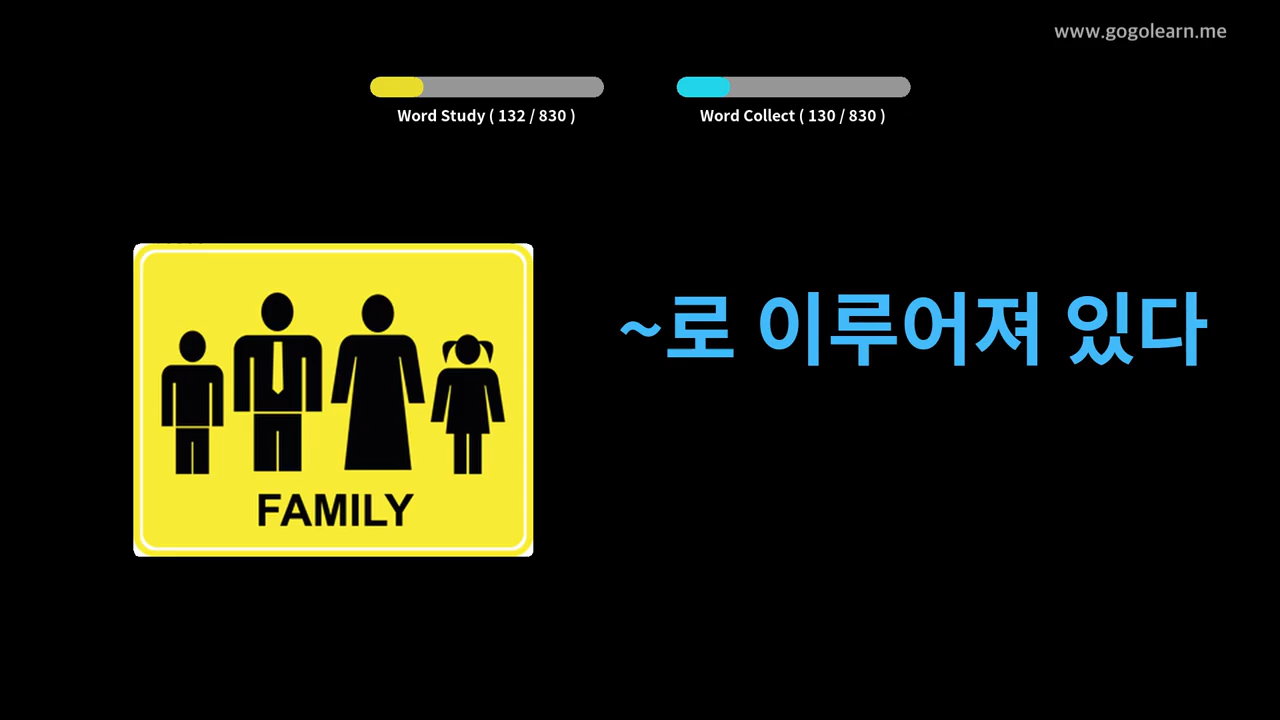 www.gogolearn.me
Word Study ( 132 / 830 )
Word Collect ( 130 / 830 )
~로 이루어져 있다
FAMILY